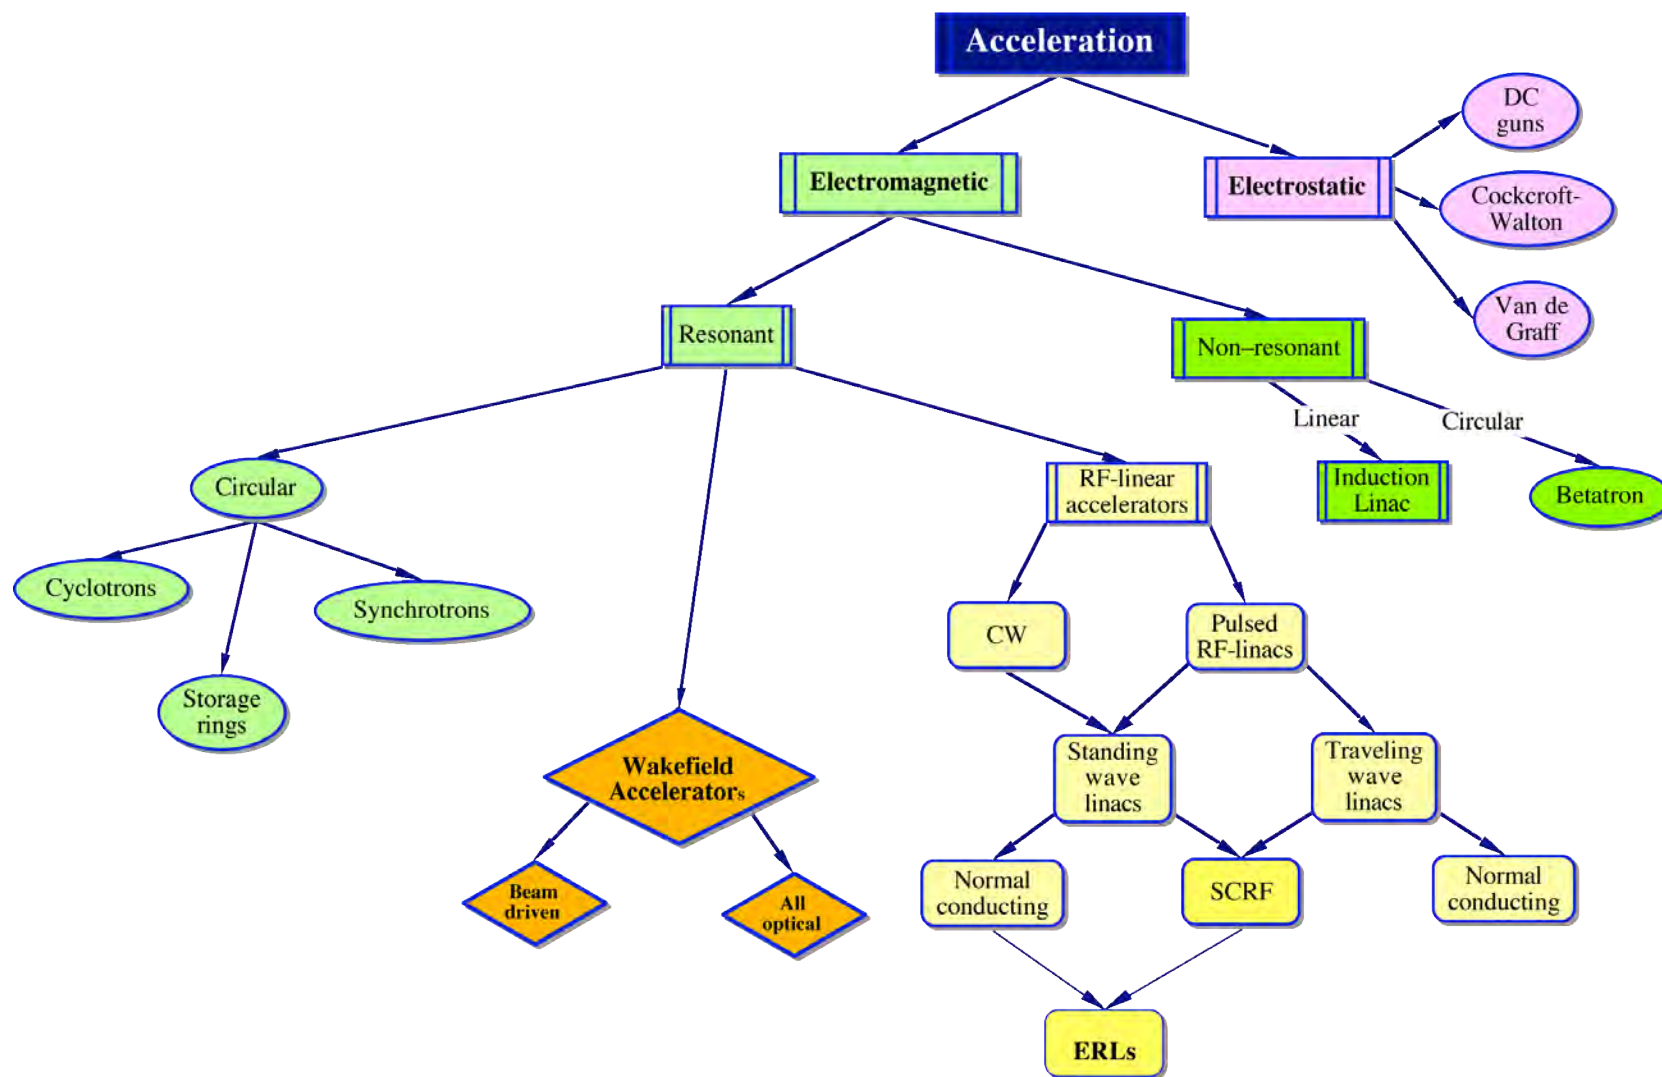 Acceleration
DC
guns
Electromagnetic
Electrostatic
Cockcroft-
Walton
Van de
Graff
Resonant
Non–resonant
Linear
Circular
Circular
RF-linear
accelerators
Induction
Linac
Betatron
Cyclotrons
Synchrotrons
CW
Pulsed
RF-linacs
Storage
rings
Wakefield
Accelerators
Standing
wave
linacs
Traveling
wave
linacs
Beam
driven
All
optical
Normal
conducting
SCRF
Normal
conducting
ERLs